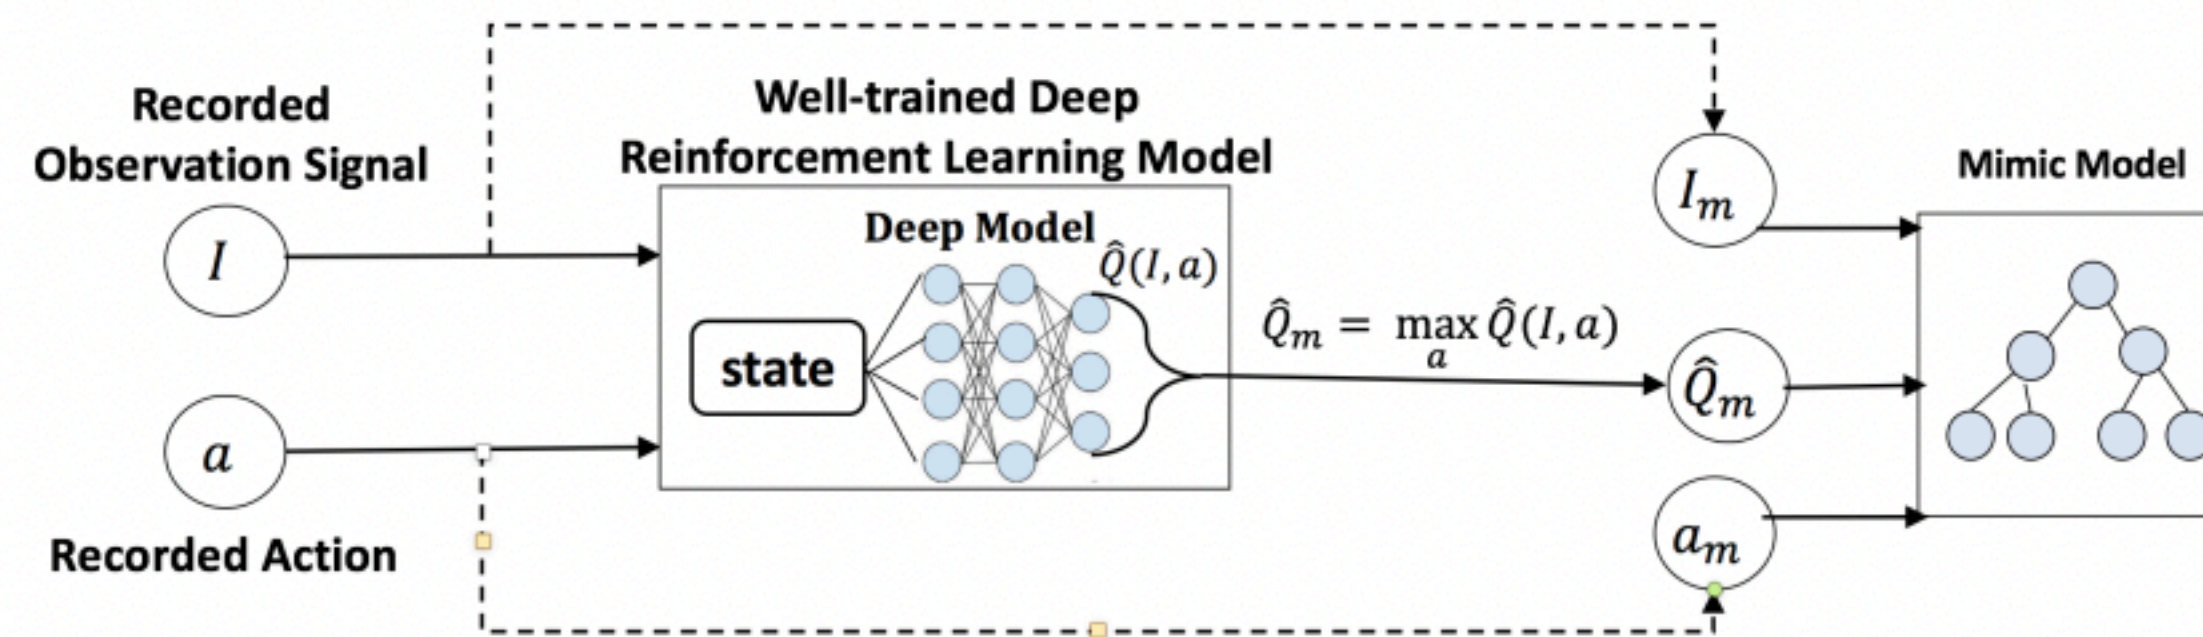 Recorded
Observation Signal
I
a
Recorded Action
Well-trained Deep
Reinforcement Learning Model
Deep Model
Q̂(I, a)
state
Q̂ₘ = max Q̂(I, a)
a
Iₘ
Q̂ₘ
aₘ
Mimic Model